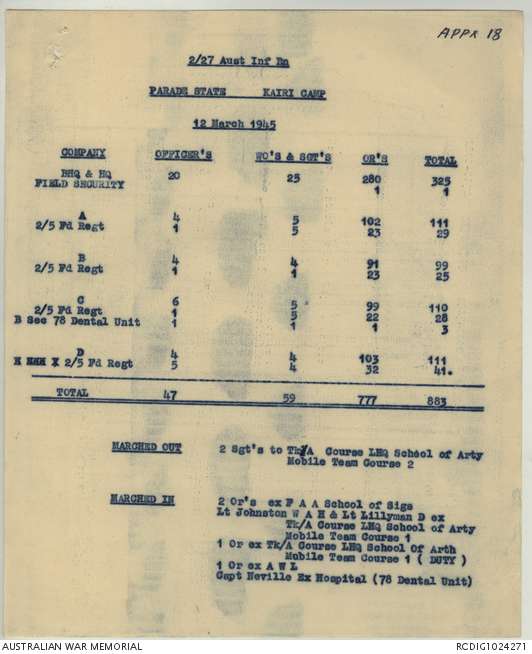 APPX 18
2/27 Aust Inf Bn
PARADE STATE KAIRI CAMP
12 March 1945
COMPANY OFFICER'S WO'S & SGT'S OR'S TOTAL
BHQ & HQ 20 25 280 325
FIELD SECURITY 1 1
A 4 5 102 111
2/5 Fd Regt 1 5 23 29
B 4 4 91 99
2/5 Fd Regt 1 1 23 25
C 6 5 99 110
2/5 Fd Regt 1 5 22 28
B Sec 78 Dental Unit 1 1 1 3
D 4 4 103 111
2/5 Fd Regt 5 4 32 41.
TOTAL 47 59 777 883
MARCHED OUT 2 Sgt's to Tk/A Course LHQ School of Arty
Mobile Team Course 2
MARCHED IN 2 Or's ex F A A School of Sigs
Lt Johnston W A H & Lt Lillyman D ex
Tk/A Course LHQ School of Arty
Mobile Team Course 1
1 Or ex Tk/A Course LHQ School Of Arth
Mobile Team Course 1 ( DUTY )
1 Or ex A W L
Capt Neville Ex Hospital (78 Dental Unit)
AUSTRALIAN WAR MEMORIAL RCDIG1024271